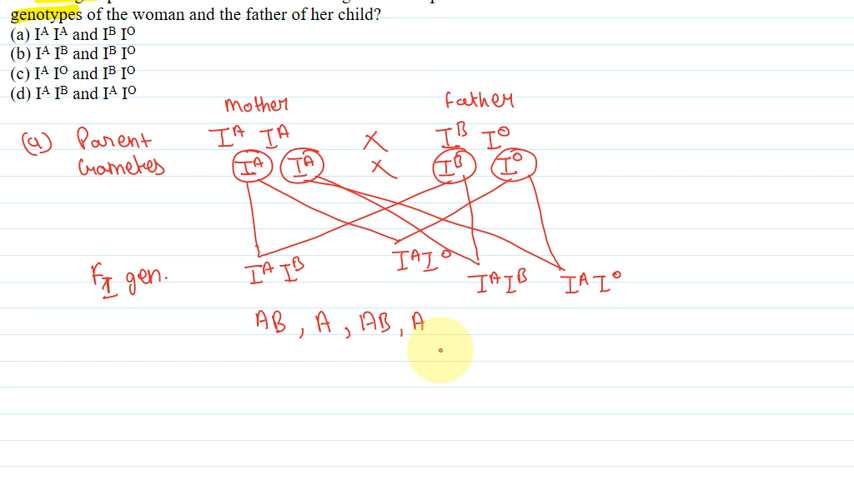 genotypes of the woman and the father of her child?
(a) Iᴬ Iᴬ and Iᴮ Iᴼ
(b) Iᴬ Iᴮ and Iᴮ Iᴼ
(c) Iᴬ Iᴼ and Iᴮ Iᴼ
(d) Iᴬ Iᴮ and Iᴬ Iᴼ
Mother Father
(a) Parent Iᴬ Iᴬ X Iᴮ Iᴼ
Gametes Iᴬ Iᴬ X Iᴮ Iᴼ
F₁ gen. Iᴬ Iᴮ Iᴬ Iᴼ Iᴬ Iᴮ Iᴬ Iᴼ
AB, A, AB, A